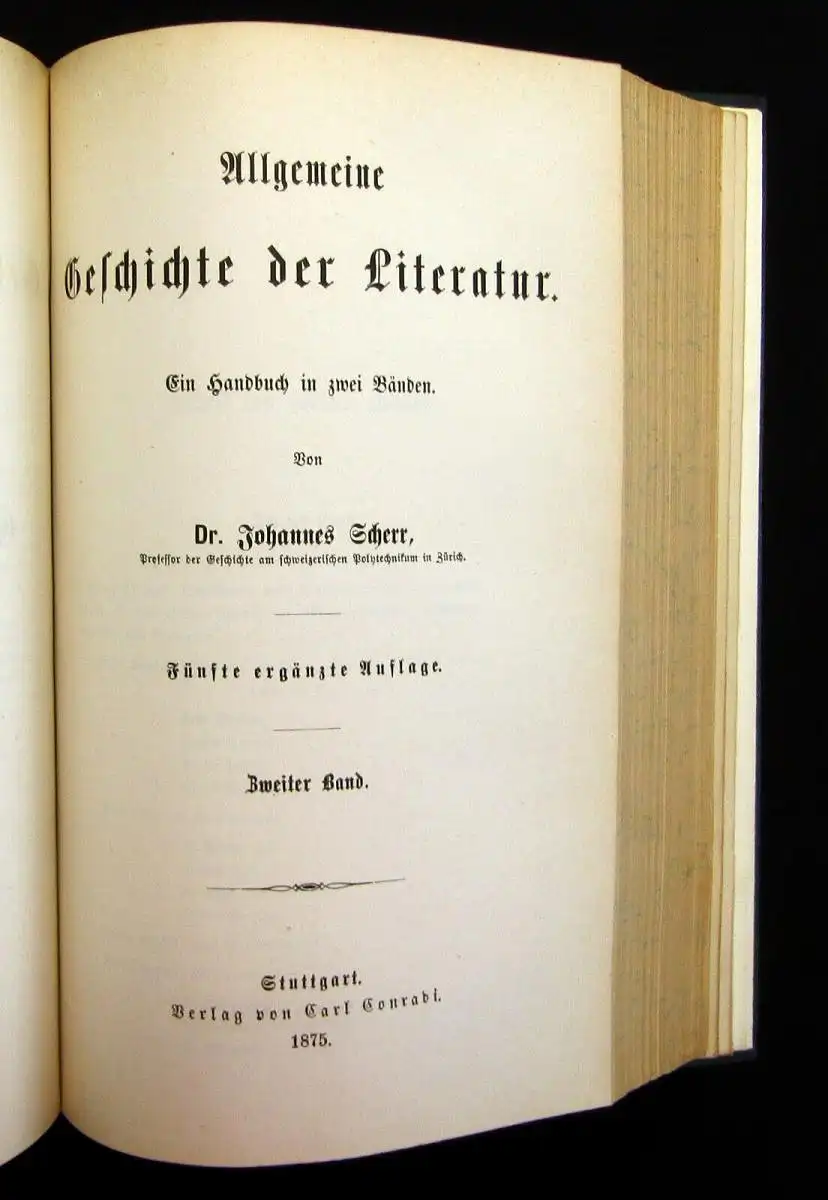 Allgemeine
Geschichte der Literatur.
Ein Handbuch in zwei Bänden.
Von
Dr. Johannes Scherr,
Professor der Geschichte am schweizerischen Polytechnikum in Zürich.
Fünfte ergänzte Auflage.
Zweiter Band.
Stuttgart.
Verlag von Carl Conradi.
1875.